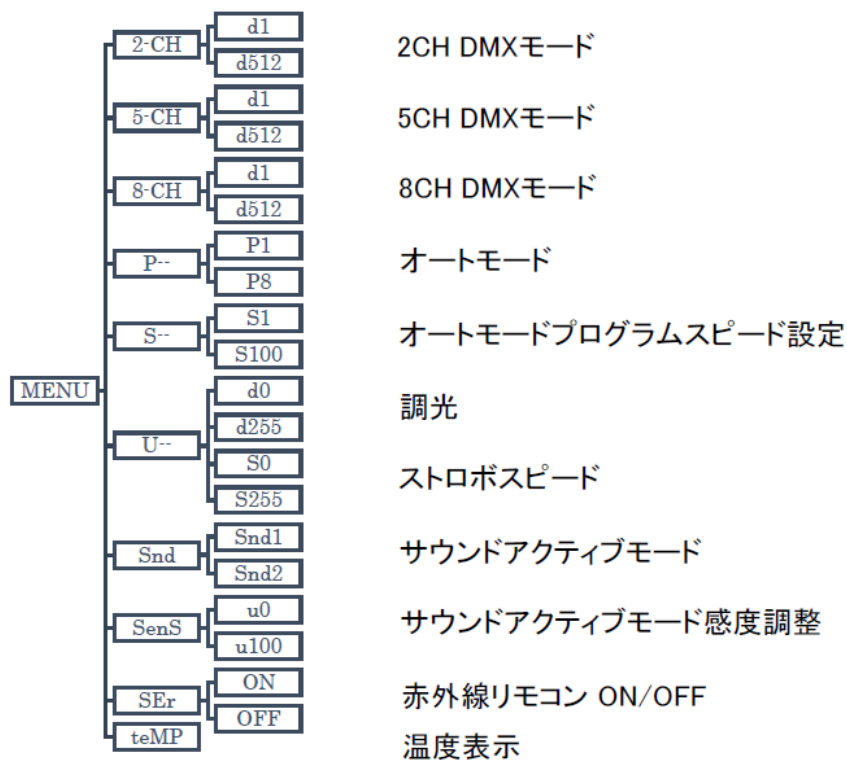 MENU
2-CH
d1
d512
2CH DMXモード
5-CH
d1
d512
5CH DMXモード
8-CH
d1
d512
8CH DMXモード
P--
P1
P8
オートモード
S--
S1
S100
オートモードプログラムスピード設定
U--
d0
d255
調光
S0
S255
ストロボスピード
Snd
Snd1
Snd2
サウンドアクティブモード
SenS
u0
u100
サウンドアクティブモード感度調整
SEr
ON
OFF
赤外線リモコン ON/OFF
teMP
温度表示